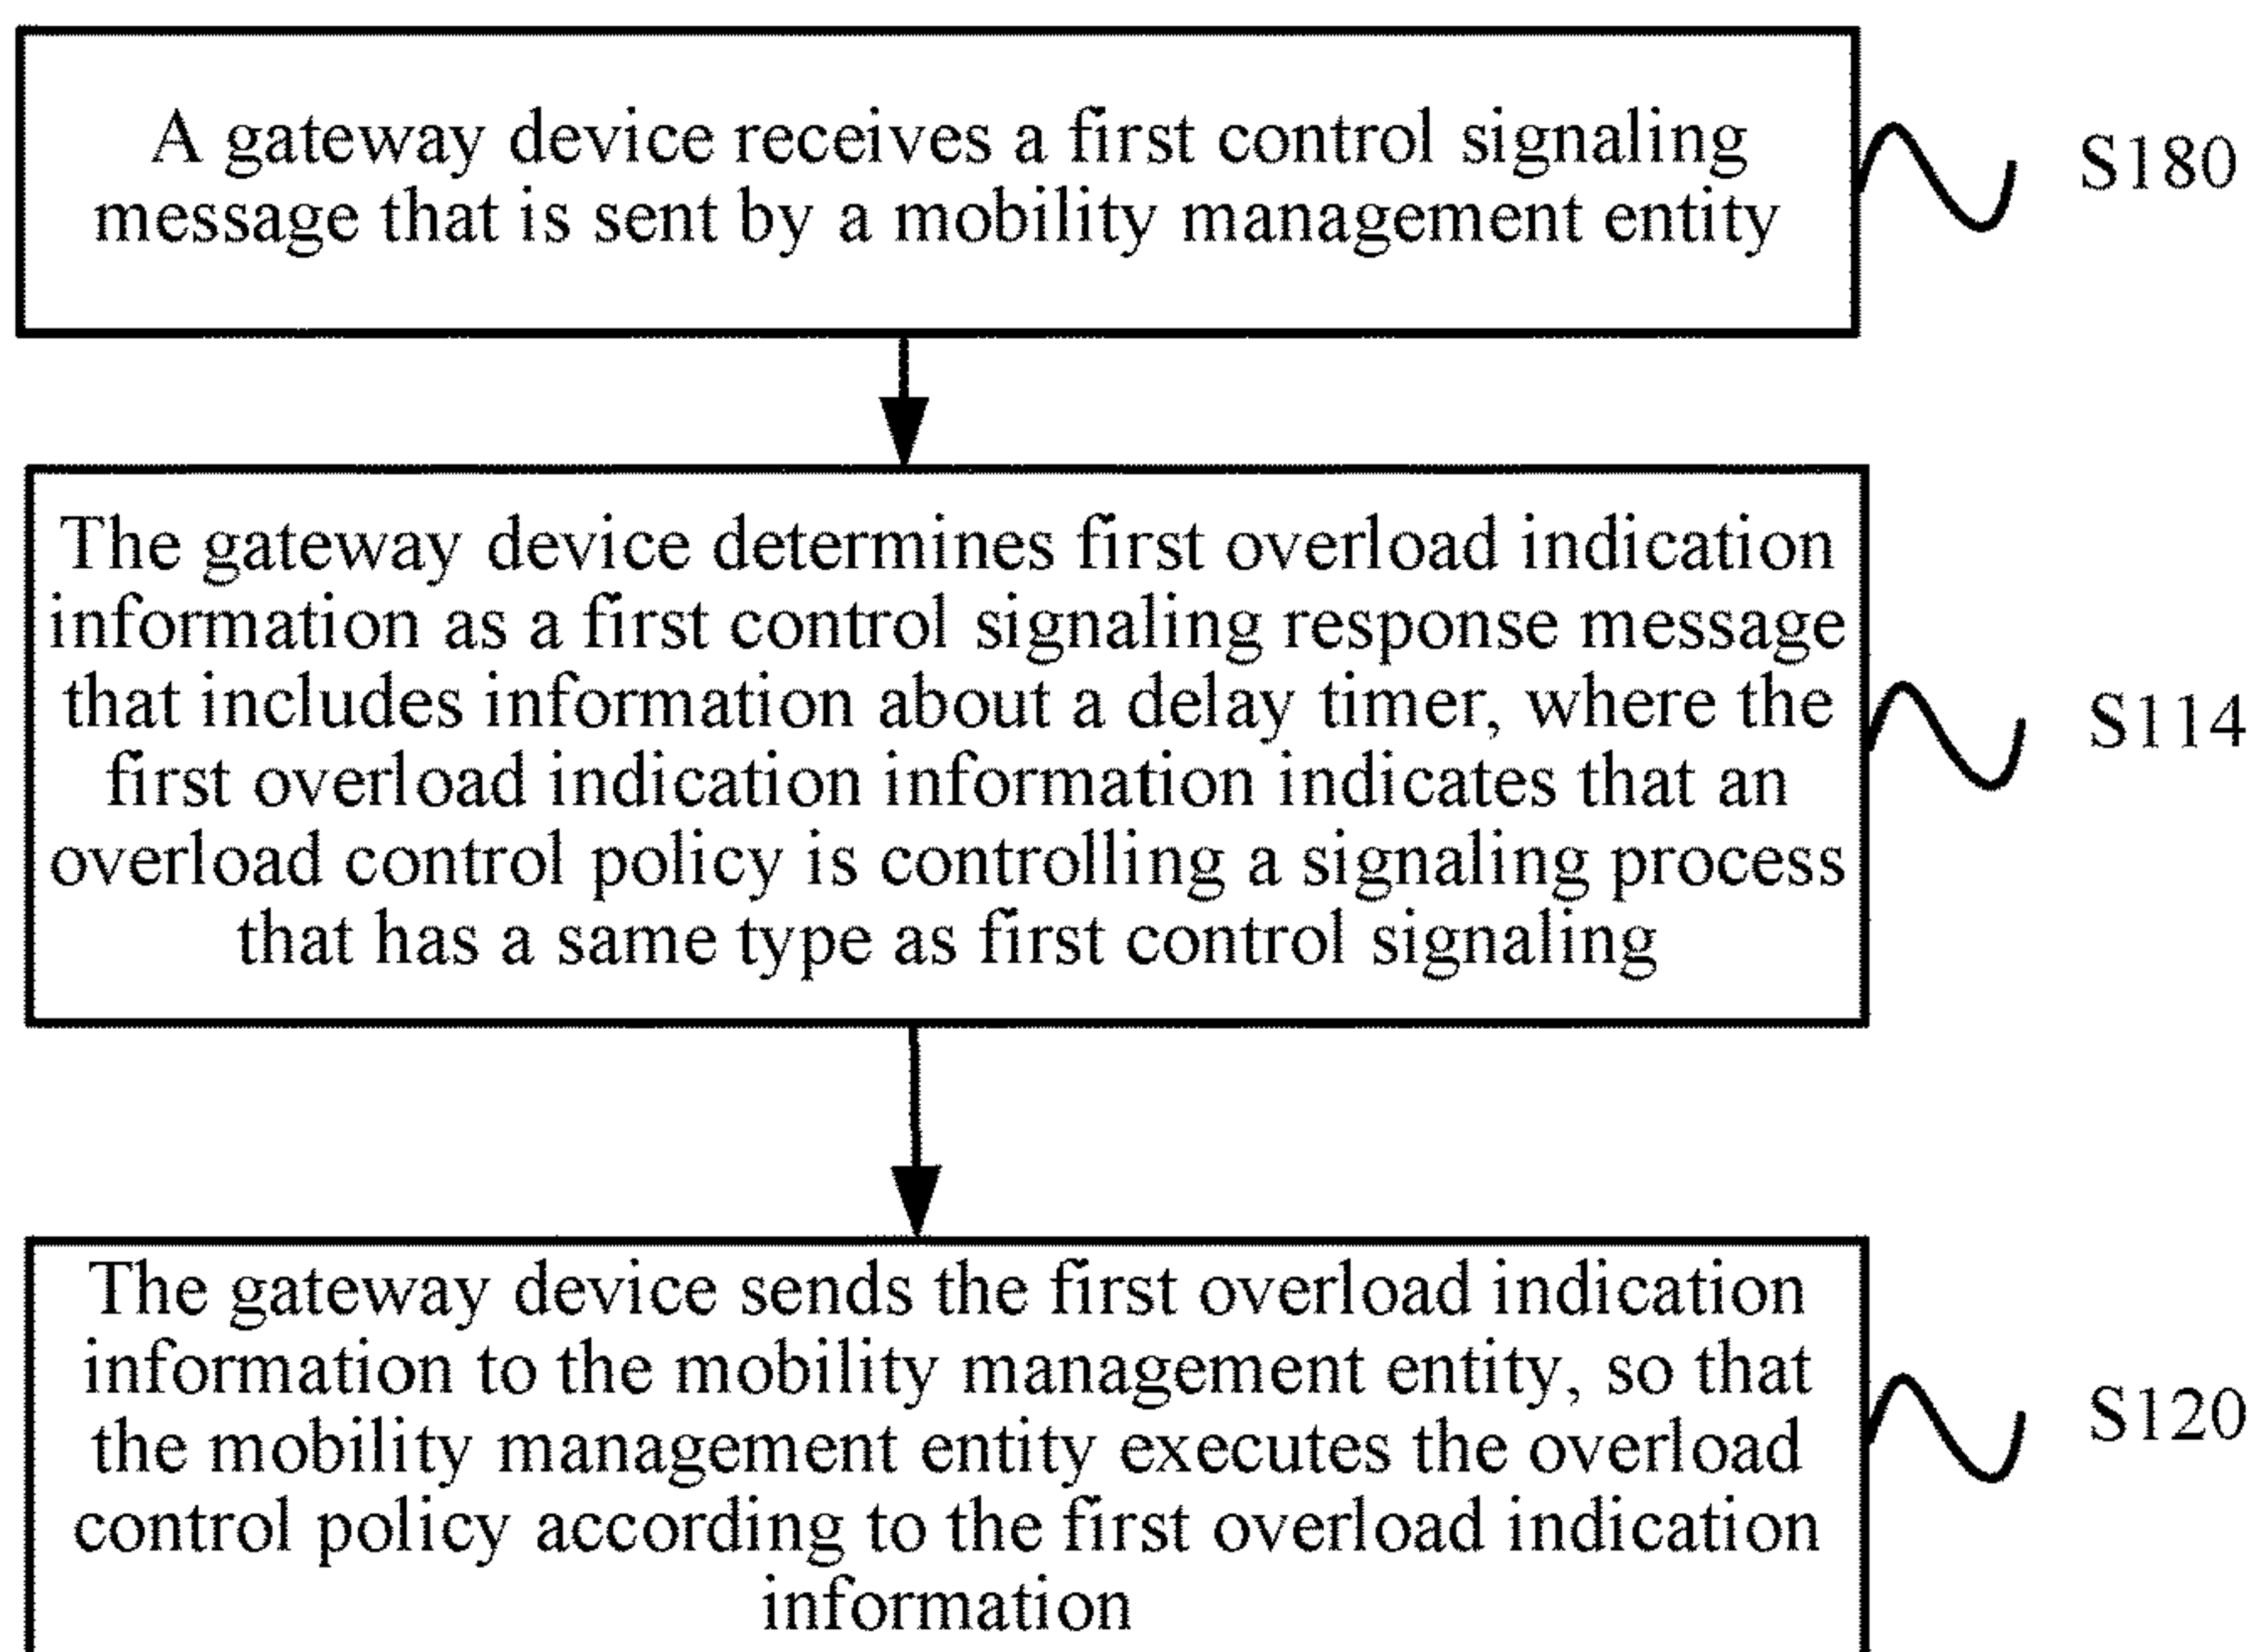 A gateway device receives a first control signaling
message that is sent by a mobility management entity
S180
The gateway device determines first overload indication
information as a first control signaling response message
that includes information about a delay timer, where the
first overload indication information indicates that an
overload control policy is controlling a signaling process
that has a same type as first control signaling
S114
The gateway device sends the first overload indication
information to the mobility management entity, so that
the mobility management entity executes the overload
control policy according to the first overload indication
information
S120